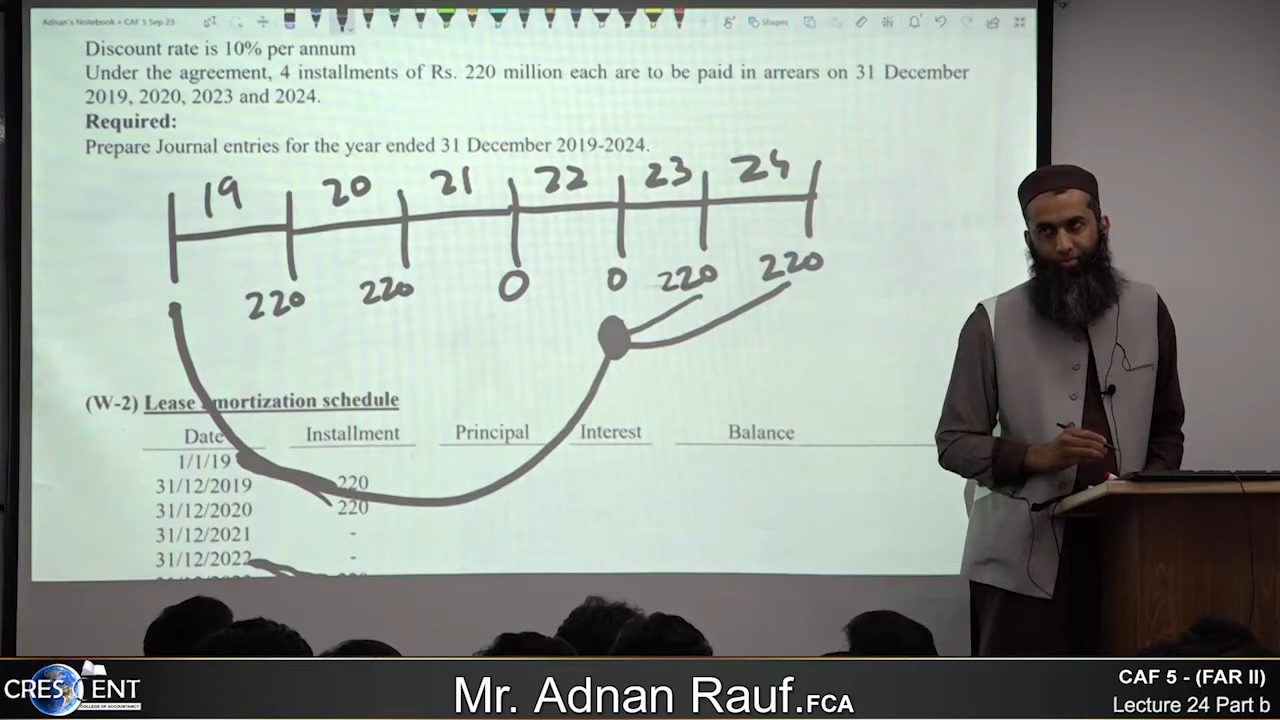 Adnan's Notebook » CAF 5 Sep 23
Shapes
Discount rate is 10% per annum
Under the agreement, 4 installments of Rs. 220 million each are to be paid in arrears on 31 December
2019, 2020, 2023 and 2024.
Required:
Prepare Journal entries for the year ended 31 December 2019-2024.
19 20 21 22 23 24
220 220 0 0 220 220
(W-2) Lease amortization schedule
Date Installment Principal Interest Balance
1/1/19
31/12/2019 220
31/12/2020 220
31/12/2021 -
31/12/2022 -
CRESCENT
COLLEGE OF ACCOUNTANCY
Mr. Adnan Rauf.FCA
CAF 5 - (FAR II)
Lecture 24 Part b